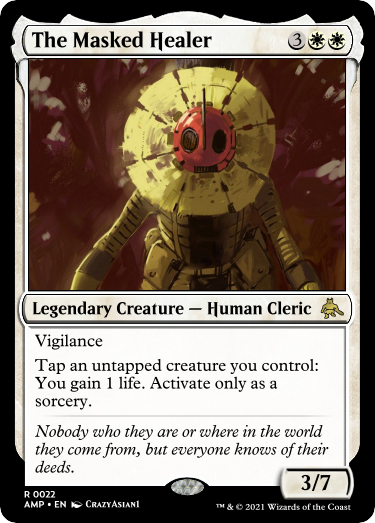 The Masked Healer 3
Legendary Creature — Human Cleric
Vigilance
Tap an untapped creature you control:
You gain 1 life. Activate only as a
sorcery.
Nobody who they are or where in the world
they come from, but everyone knows of their
deeds.
3/7
R 0022
AMP • EN CrazyAsian1
™ & © 2021 Wizards of the Coast